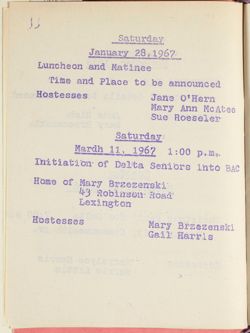 Saturday
January 28,1967
Luncheon and Matinee
Time and Place to be announced
Hostesses Jane O'Hern
Mary Ann McAtee
Sue Roeseler
Saturday
Mardh 11, 1967 1:00 p.m.
Initiation of Delta Seniors into BAC
Home of Mary Brzezenski
43 Robinson Road
Lexington
Hostesses Mary Brzezenski
Gail Harris